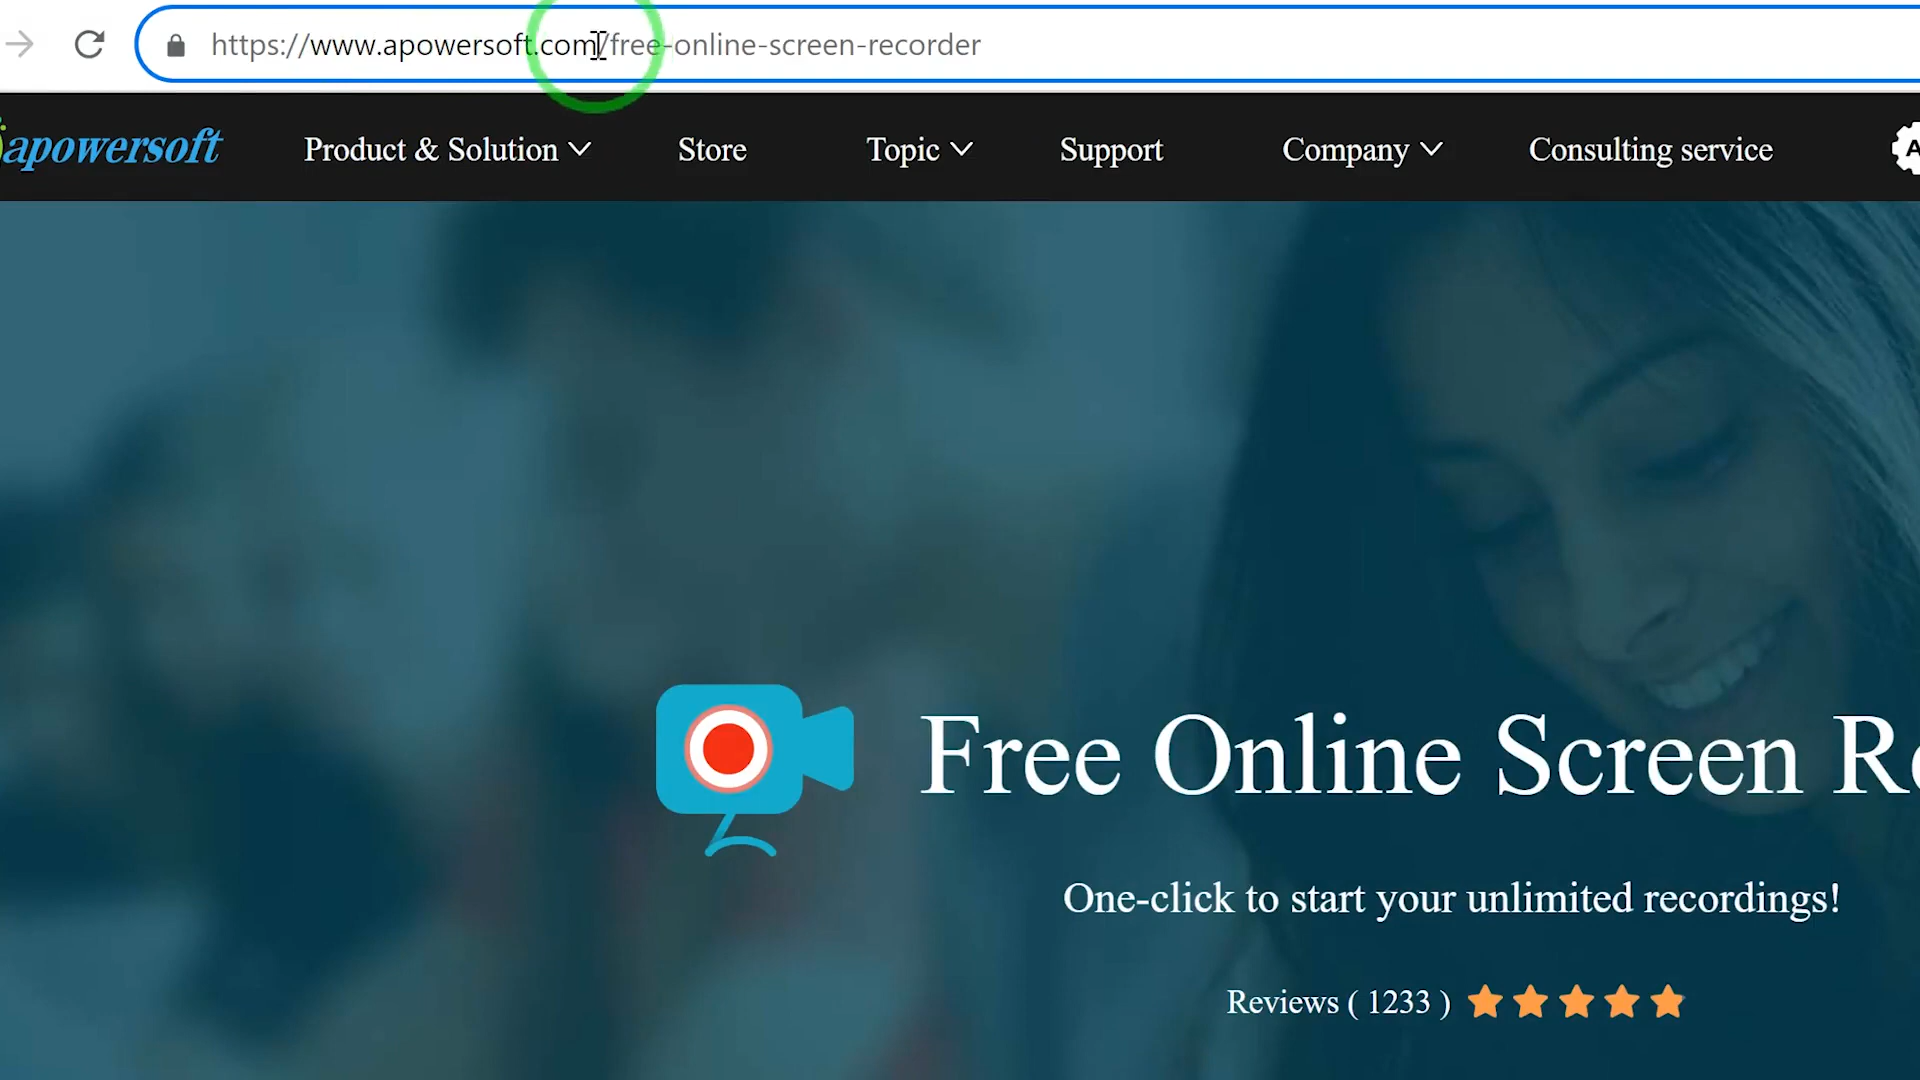 https://www.apowersoft.com/free-online-screen-recorder
apowersoft Product & Solution Store Topic Support Company Consulting service
Free Online Screen
One-click to start your unlimited recordings!
Reviews ( 1233 )